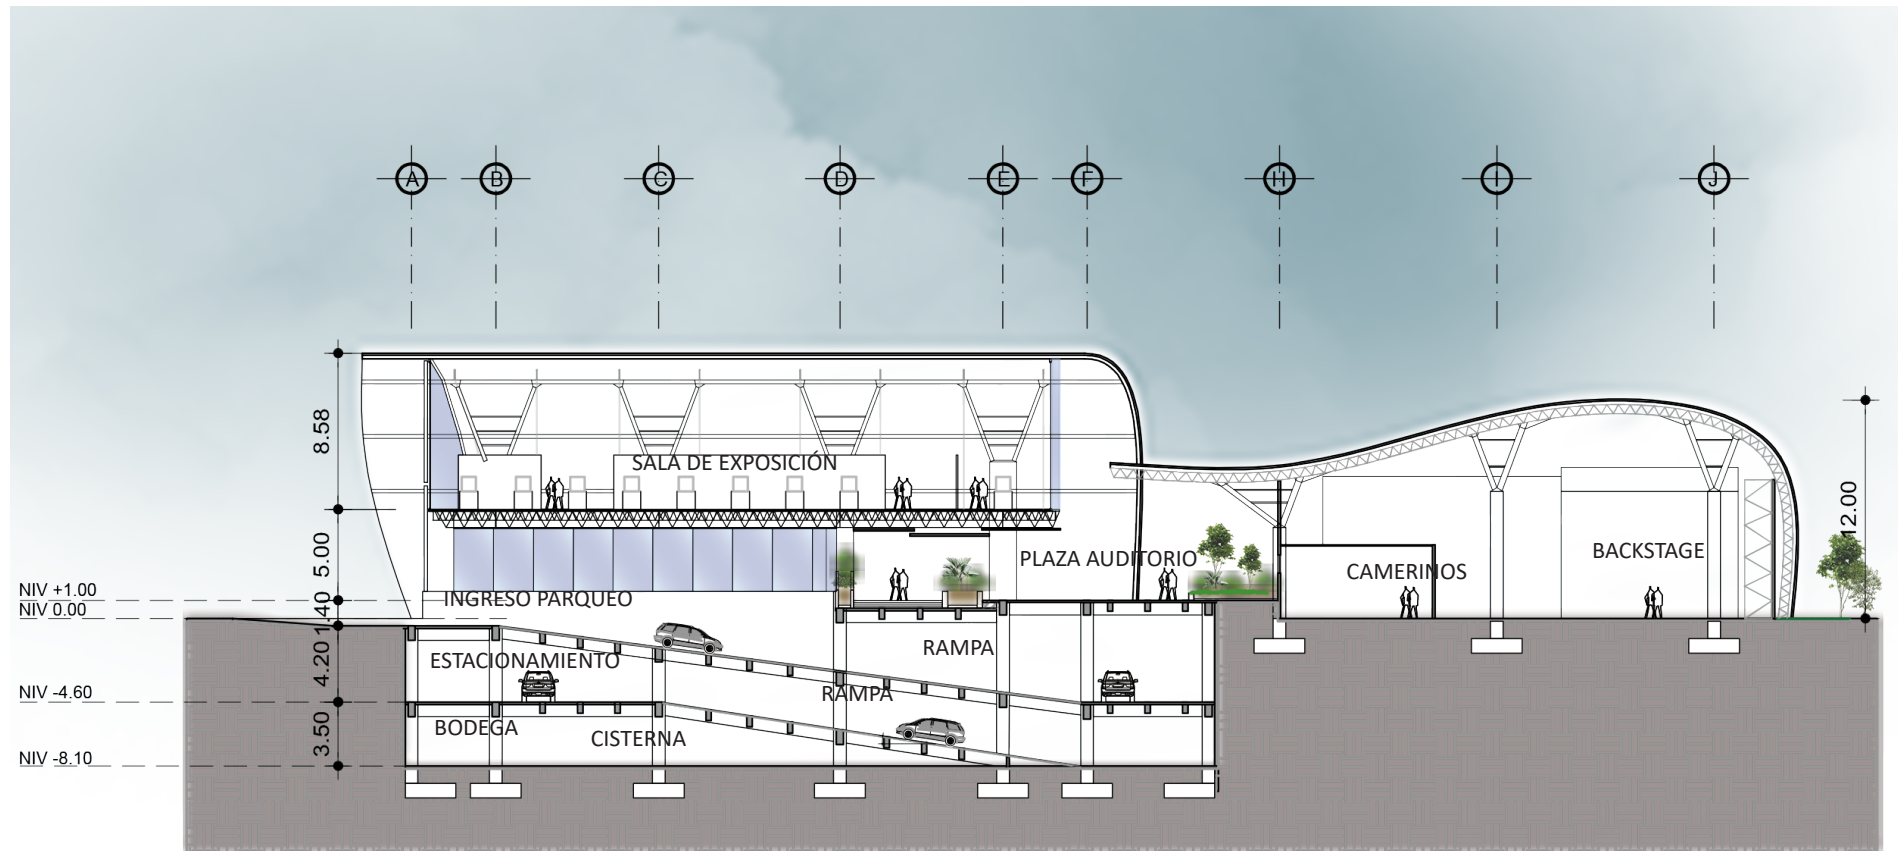 A B C D E F H I J
8.58
SALA DE EXPOSICIÓN
12.00
5.00
PLAZA AUDITORIO
BACKSTAGE
CAMERINOS
NIV +1.00
INGRESO PARQUEO
NIV 0.00
1.40
RAMPA
ESTACIONAMIENTO
4.20
NIV -4.60
RAMPA
BODEGA
CISTERNA
3.50
NIV -8.10